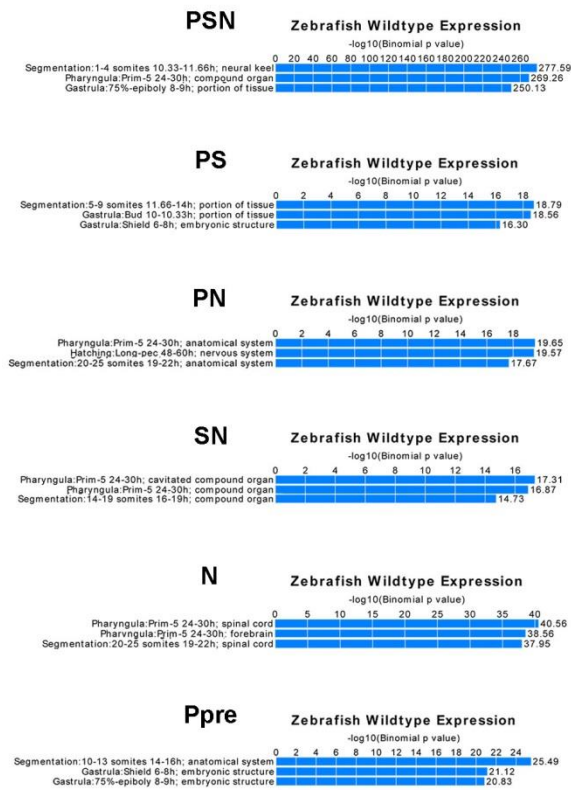 PSN
Zebrafish Wildtype Expression
-log10(Binomial p value)
0 20 40 60 80 100120140160180200220240260
Segmentation:1-4 somites 10.33-11.66h; neural keel 277.59
Pharyngula:Prim-5 24-30h; compound organ 269.26
Gastrula:75%-epiboly 8-9h; portion of tissue 250.13
PS
Zebrafish Wildtype Expression
-log10(Binomial p value)
0 2 4 6 8 10 12 14 16 18
Segmentation:5-9 somites 11.66-14h; portion of tissue 18.79
Gastrula:Bud 10-10.33h; portion of tissue 18.56
Gastrula:Shield 6-8h; embryonic structure 16.30
PN
Zebrafish Wildtype Expression
-log10(Binomial p value)
0 2 4 6 8 10 12 14 16 18
Pharyngula:Prim-5 24-30h; anatomical system 19.65
Hatching:Long-pec 48-60h; nervous system 19.57
Segmentation:20-25 somites 19-22h; anatomical system 17.67
SN
Zebrafish Wildtype Expression
-log10(Binomial p value)
0 2 4 6 8 10 12 14 16
Pharyngula:Prim-5 24-30h; cavitated compound organ 17.31
Pharyngula:Prim-5 24-30h; compound organ 16.87
Segmentation:14-19 somites 16-19h; compound organ 14.73
N
Zebrafish Wildtype Expression
-log10(Binomial p value)
0 5 10 15 20 25 30 35 40
Pharyngula:Prim-5 24-30h; spinal cord 40.56
Pharyngula:Prim-5 24-30h; forebrain 38.56
Segmentation:20-25 somites 19-22h; spinal cord 37.95
Ppre
Zebrafish Wildtype Expression
-log10(Binomial p value)
0 2 4 6 8 10 12 14 16 18 20 22 24
Segmentation:10-13 somites 14-16h; anatomical system 25.49
Gastrula:Shield 6-8h; embryonic structure 21.12
Gastrula:75%-epiboly 8-9h; embryonic structure 20.83